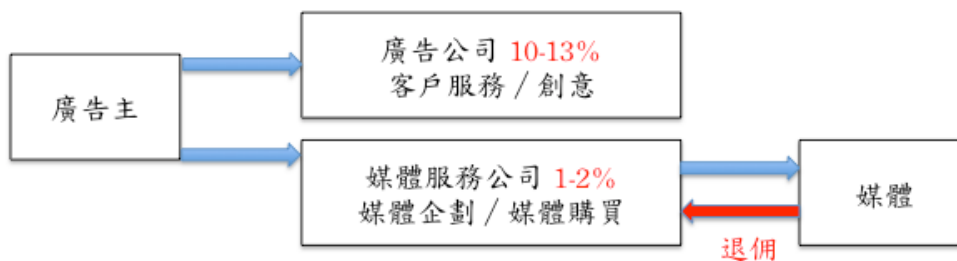 廣告主
廣告公司 10-13%
客戶服務 / 創意
媒體服務公司 1-2%
媒體企劃 / 媒體購買
媒體
退佣